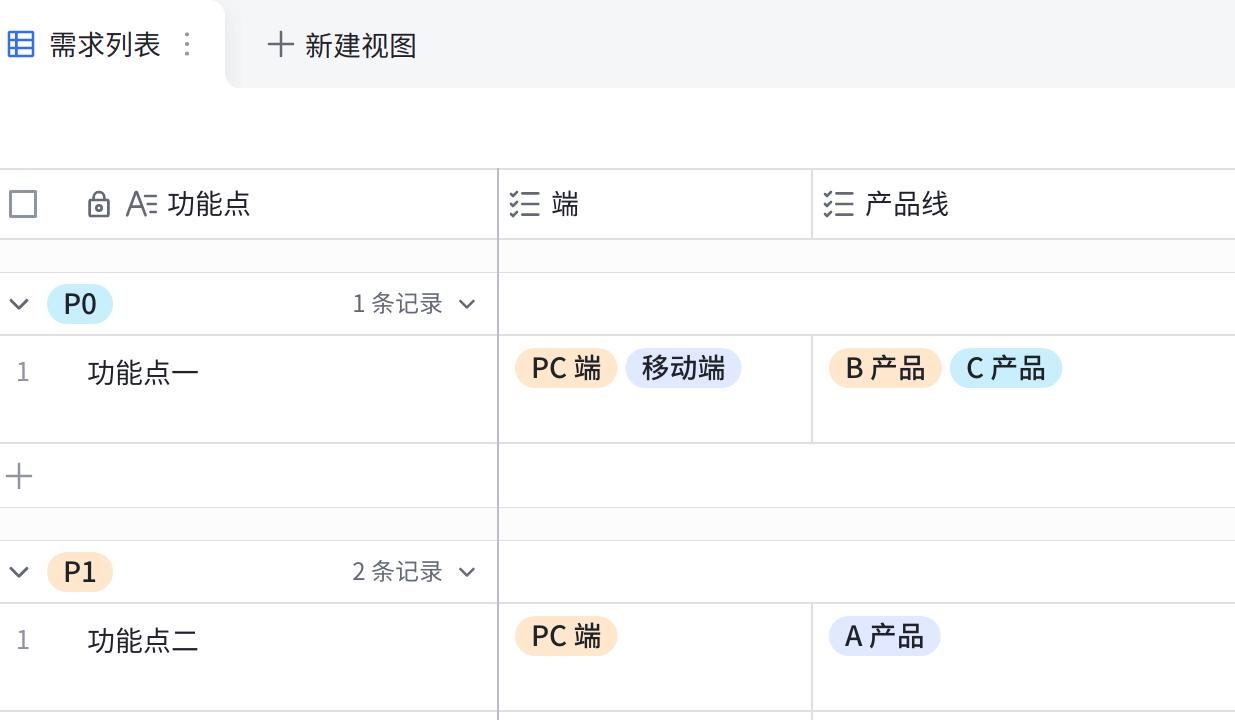 需求列表 新建视图
功能点 端 产品线
P0 1 条记录
1 功能点一 PC 端 移动端 B 产品 C 产品
P1 2 条记录
1 功能点二 PC 端 A 产品